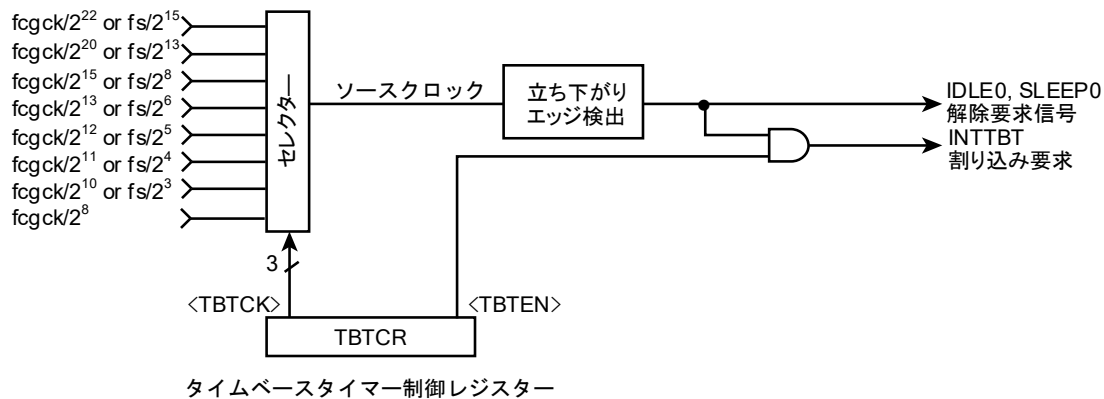 fcgck/2²² or fs/2¹⁵
fcgck/2²⁰ or fs/2¹³
fcgck/2¹⁵ or fs/2⁸
fcgck/2¹³ or fs/2⁶
fcgck/2¹² or fs/2⁵
fcgck/2¹¹ or fs/2⁴
fcgck/2¹⁰ or fs/2³
fcgck/2⁸
セレクター
ソースクロック
立ち下がり
エッジ検出
IDLE0, SLEEP0
解除要求信号
INTTBT
割り込み要求
3
<TBTCK>
<TBTEN>
TBTCR
タイムベースタイマー制御レジスター